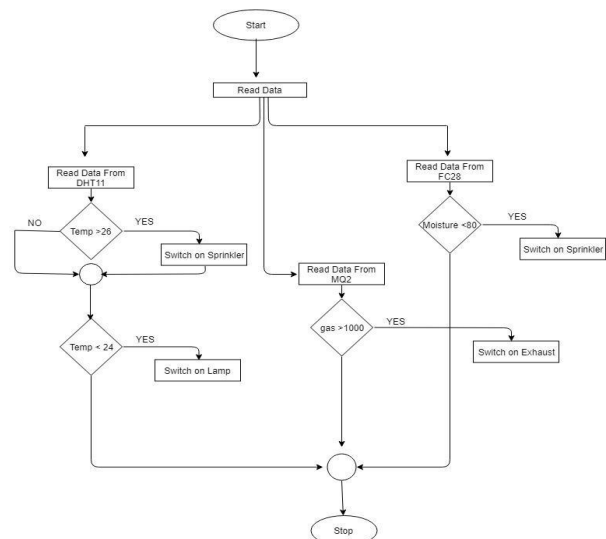 Start
Read Data
Read Data From
DHT11
Read Data From
FC28
NO
Temp >26
YES
Moisture <80
YES
Switch on Sprinkler
Switch on Sprinkler
Read Data From
MQ2
gas >1000
YES
Temp < 24
YES
Switch on Exhaust
Switch on Lamp
Stop